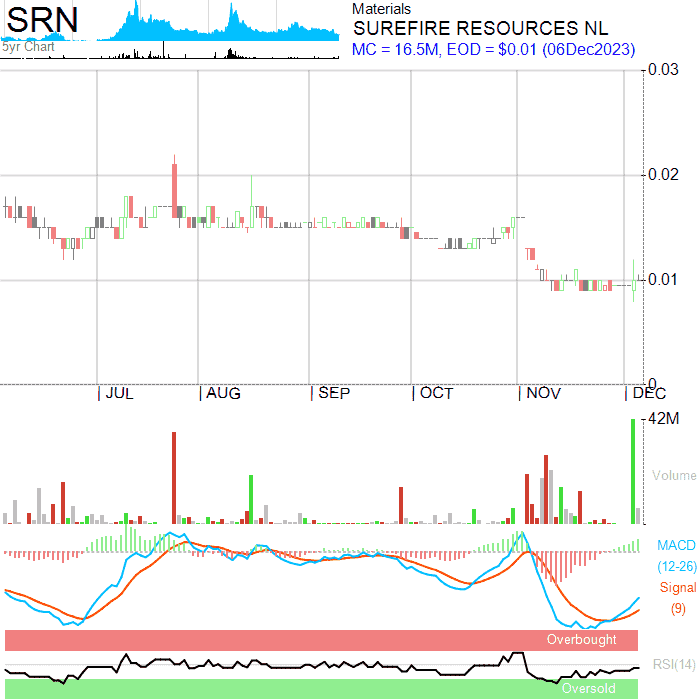 SRN
5yr Chart
Materials
SUREFIRE RESOURCES NL
MC = 16.5M, EOD = $0.01 (06Dec2023)
0.03
0.02
0.01
0
JUL AUG SEP OCT NOV DEC
42M
Volume
MACD
(12-26)
Signal
(9)
Overbought
RSI(14)
Oversold